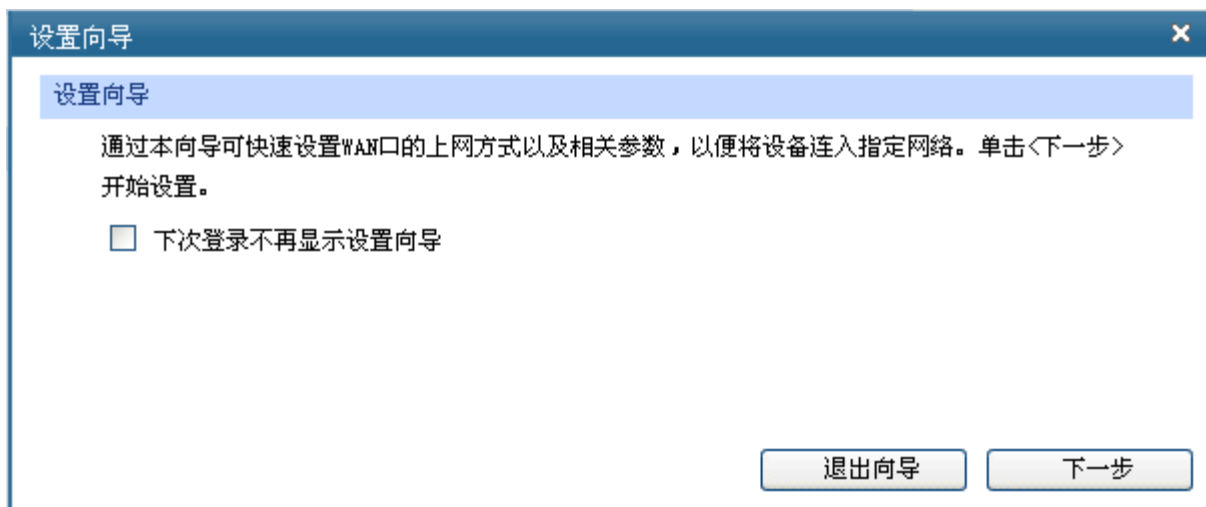 设置向导
设置向导
通过本向导可快速设置WAN口的上网方式以及相关参数，以便将设备连入指定网络。单击<下一步>
开始设置。
下次登录不再显示设置向导
退出向导 下一步